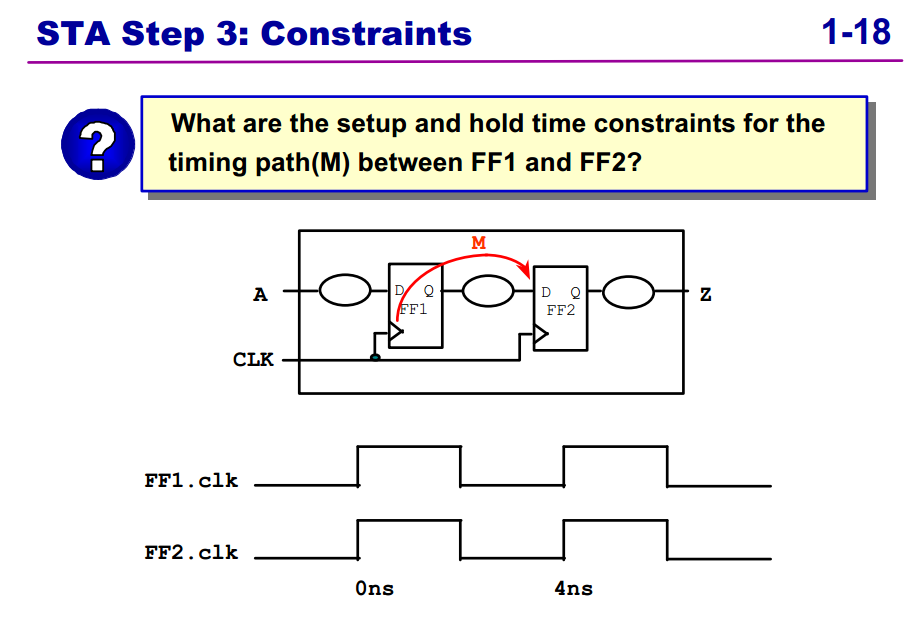 STA Step 3: Constraints
1-18
?
What are the setup and hold time constraints for the
timing path(M) between FF1 and FF2?
M
A
D Q
FF1
D Q
FF2
Z
CLK
FF1.clk
FF2.clk
0ns
4ns